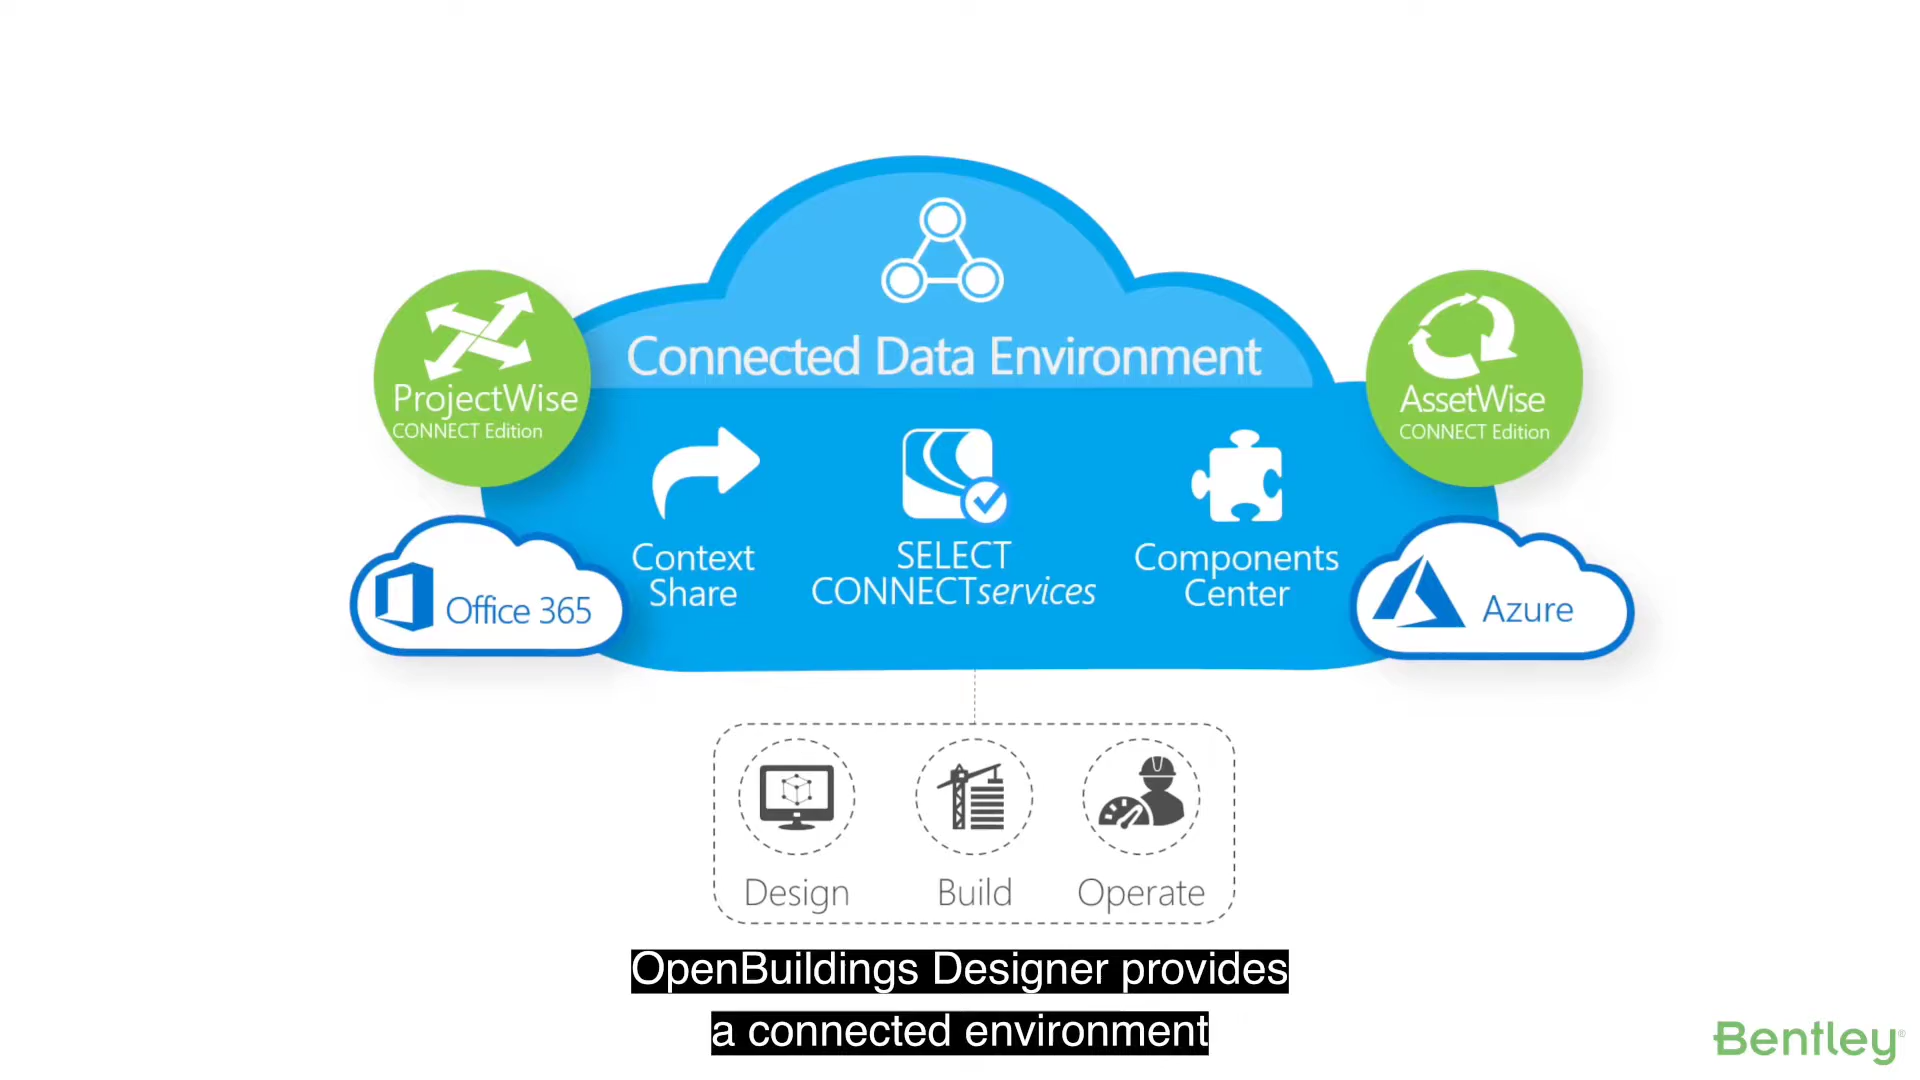 Connected Data Environment
ProjectWise
CONNECT Edition
AssetWise
CONNECT Edition
Context
Share
SELECT
CONNECTservices
Components
Center
Office 365
Azure
Design
Build
Operate
OpenBuildings Designer provides
a connected environment
Bentley®